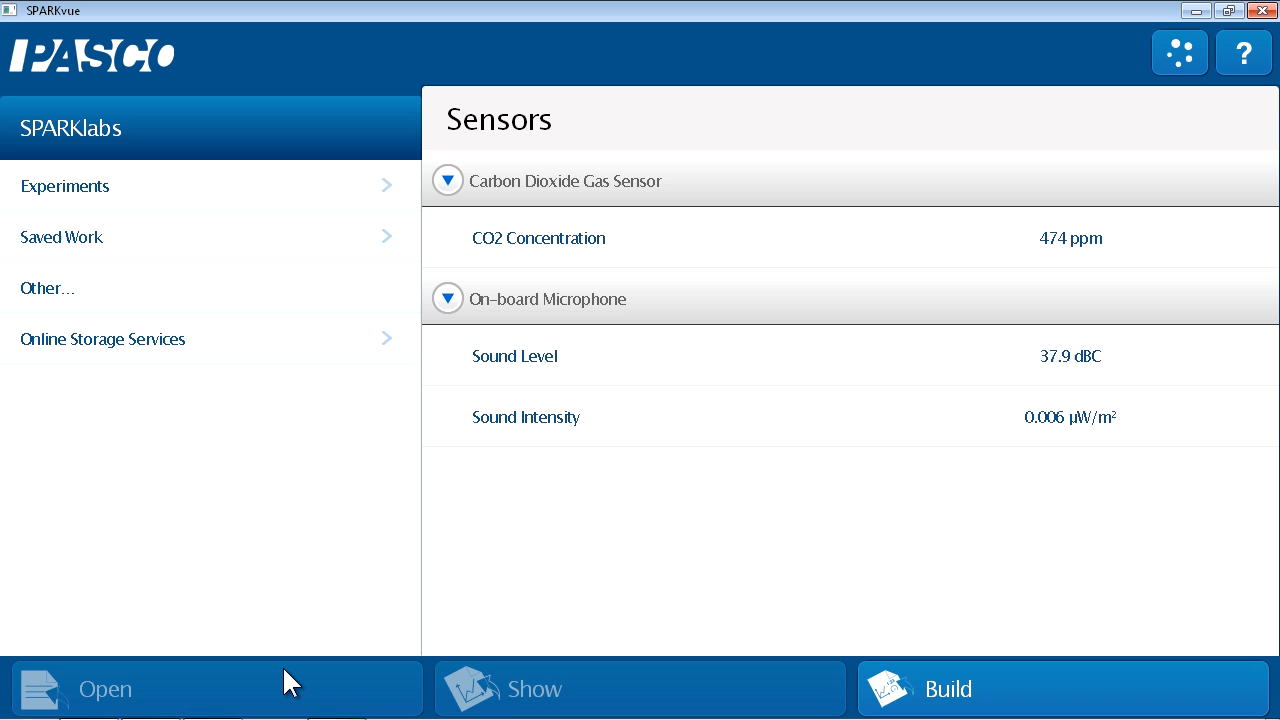 SPARKvue
PASCO
?
SPARKlabs
Sensors
Experiments
Carbon Dioxide Gas Sensor
Saved Work
CO2 Concentration 474 ppm
Other...
On-board Microphone
Online Storage Services
Sound Level 37.9 dBC
Sound Intensity 0.006 µW/m²
Open
Show
Build